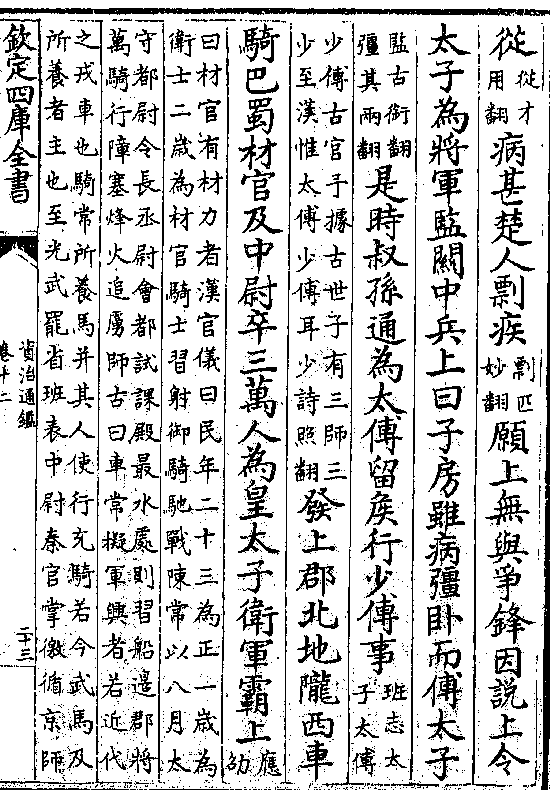 從從才用翻病甚楚人剽疾剽匹妙翻願上無與爭鋒因說上令
太子為將軍監關中兵上曰子房雖病彊卧而傅太子
監古銜翻彊其兩翻是時叔孫通為太傅留侯行少傅事班志太子太傅
少傅古官予據古世子有三師三少至漢惟太傅少傅耳少詩照翻發上郡北地隴西車
騎巴蜀材官及中尉卒三萬人為皇太子衛軍霸上應劭
曰材官有材力者漢官儀曰民年二十三為正一歲為
衛士二歲為材官騎士習射御騎馳戰陳常以八月太
守都尉令長丞尉會都試課殿最水處則習船邊郡將
萬騎行障塞烽火追虜師古曰車常擬軍興者若近代
之戎車也騎常所養馬并其人使行充騎若今武馬及
所養者主也至光武罷省班表中尉秦官掌徼循京師
欽定四庫全書
資治通鑑
卷十二
二十三